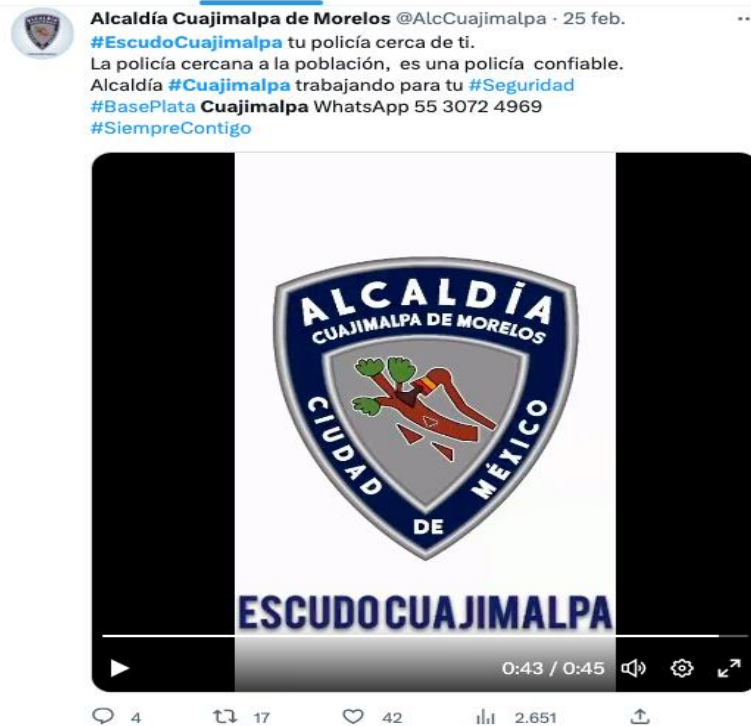 Alcaldía Cuajimalpa de Morelos @AlcCuajimalpa · 25 feb.
#EscudoCuajimalpa tu policía cerca de ti.
La policía cercana a la población, es una policía confiable.
Alcaldía #Cuajimalpa trabajando para tu #Seguridad
#BasePlata Cuajimalpa WhatsApp 55 3072 4969
#SiempreContigo
ALCALDÍA
CUAJIMALPA DE MORELOS
CIUDAD
DE
MÉXICO
ESCUDO CUAJIMALPA
0:43 / 0:45
4 17 42 2.651